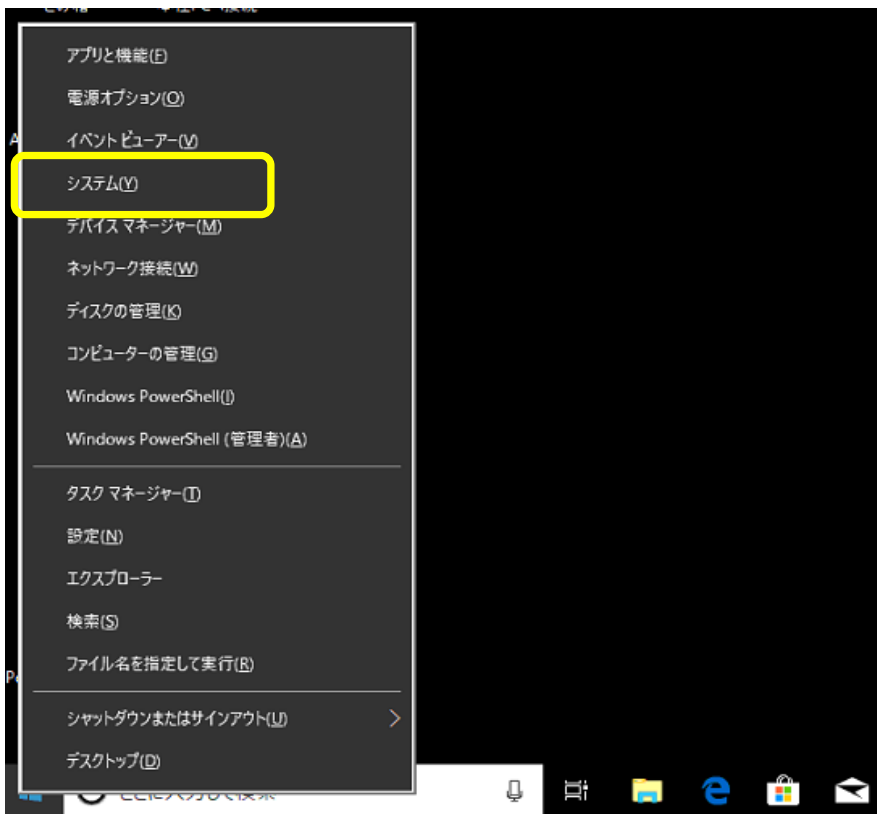 アプリと機能(F)
電源オプション(O)
イベント ビューアー(V)
システム(Y)
デバイス マネージャー(M)
ネットワーク接続(W)
ディスクの管理(K)
コンピューターの管理(G)
Windows PowerShell(I)
Windows PowerShell (管理者)(A)
タスク マネージャー(T)
設定(N)
エクスプローラー
検索(S)
ファイル名を指定して実行(R)
シャットダウンまたはサインアウト(U)
デスクトップ(D)